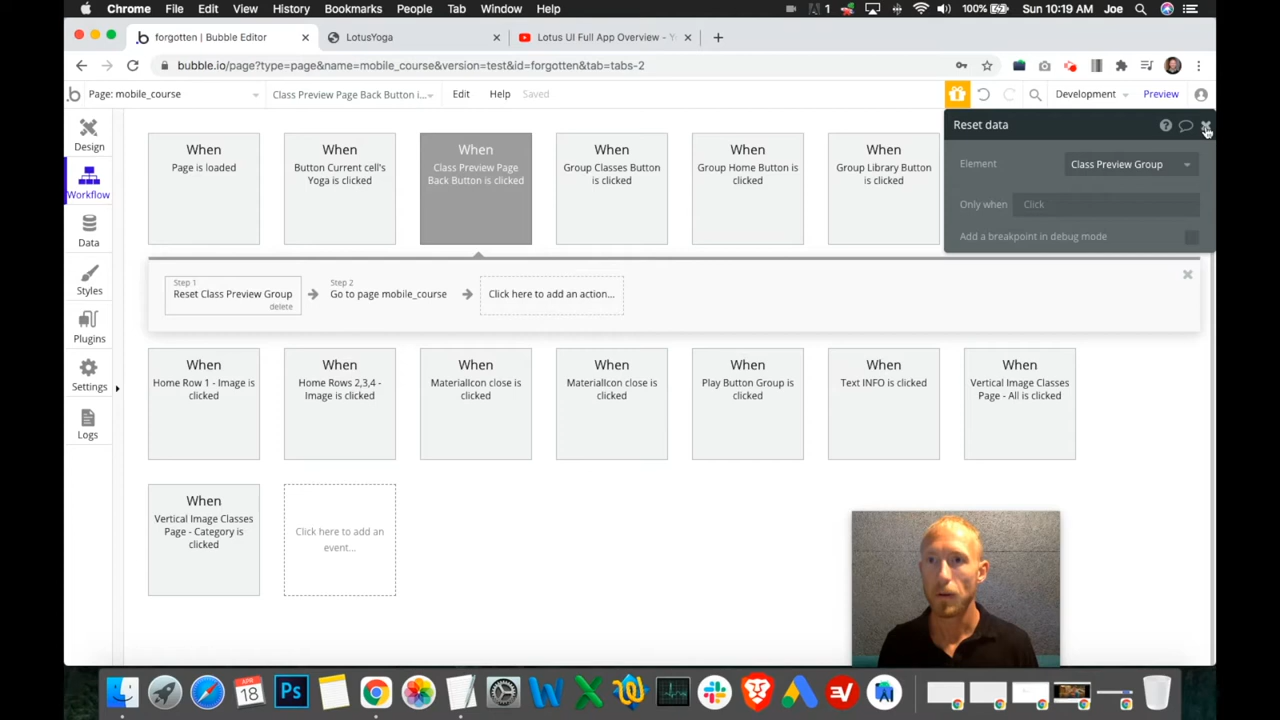 Chrome File Edit View History Bookmarks People Tab Window Help
1 100% Sun 10:19 AM Joe
b forgotten | Bubble Editor
LotusYoga
Lotus UI Full App Overview - Yo
bubble.io/page?type=page&name=mobile_course&version=test&id=forgotten&tab=tabs-2
b Page: mobile_course Class Preview Page Back Button i... Edit Help Saved Development Preview
Design
Workflow
Data
Styles
Plugins
Settings
Logs
When
Page is loaded
When
Button Current cell's
Yoga is clicked
When
Class Preview Page
Back Button is clicked
When
Group Classes Button
is clicked
When
Group Home Button is
clicked
When
Group Library Button
is clicked
Reset data
?
Element Class Preview Group
Only when Click
Add a breakpoint in debug mode
Step 1
Reset Class Preview Group
delete
Step 2
Go to page mobile_course
Click here to add an action...
When
Home Row 1 - Image is
clicked
When
Home Rows 2,3,4 -
Image is clicked
When
MaterialIcon close is
clicked
When
MaterialIcon close is
clicked
When
Play Button Group is
clicked
When
Text INFO is clicked
When
Vertical Image Classes
Page - All is clicked
When
Vertical Image Classes
Page - Category is
clicked
Click here to add an
event...
APR
18
Ps
W
X
EV